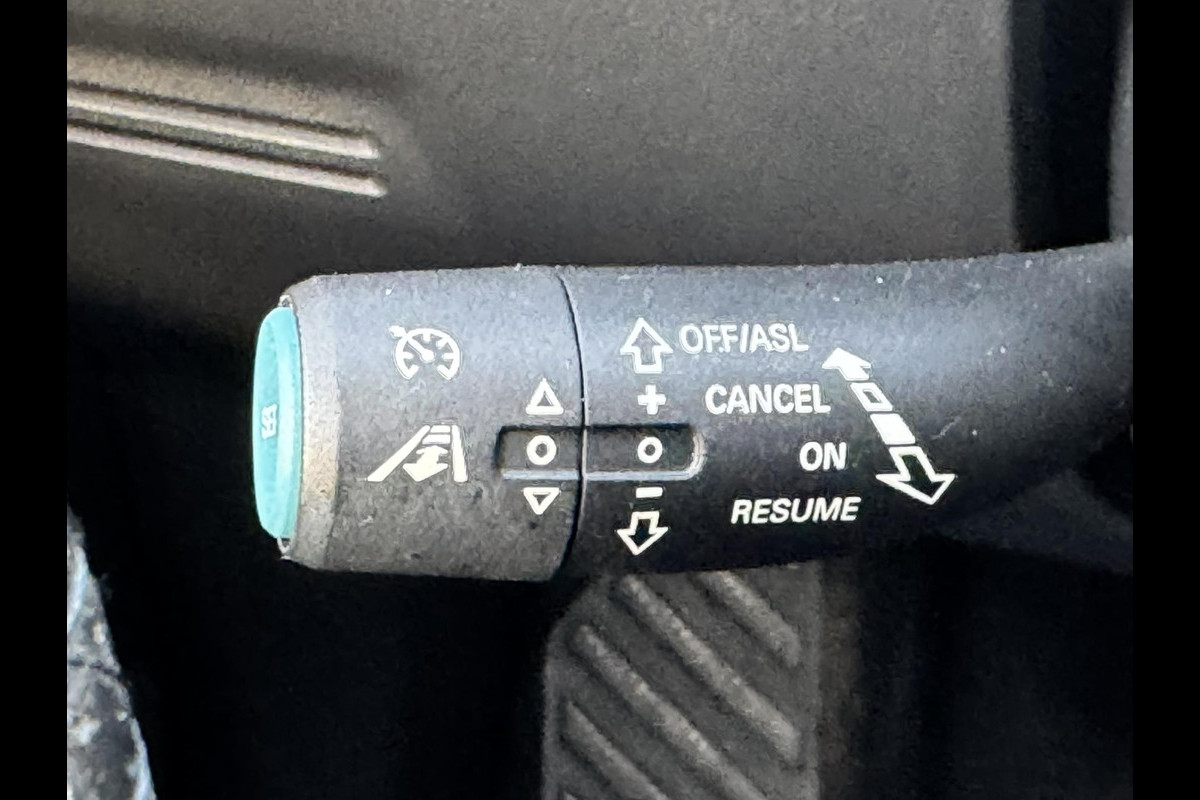 OFF/ASL
+
CANCEL
ON
−
RESUME